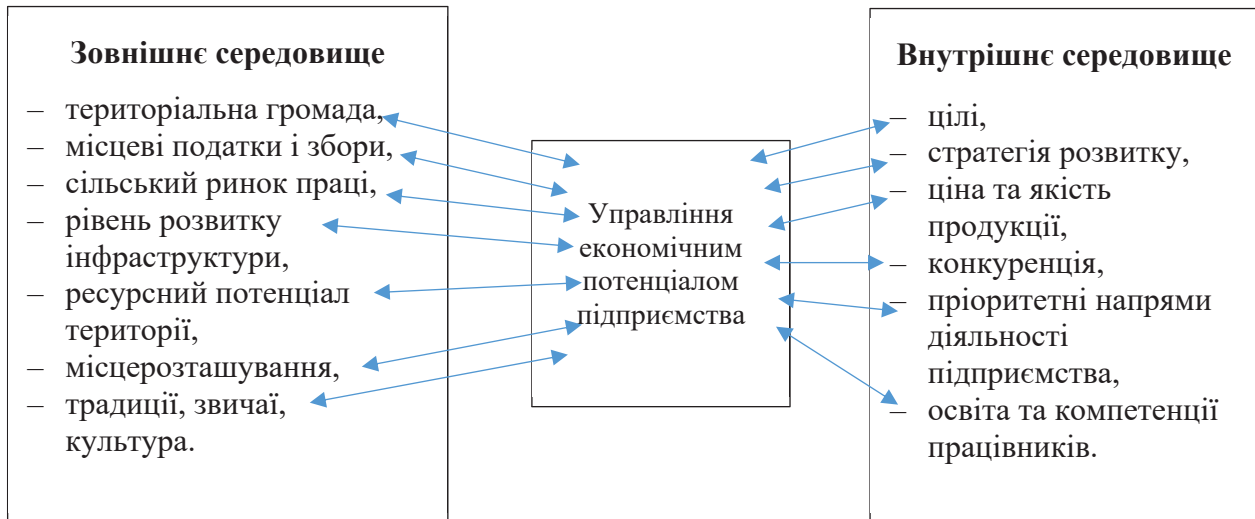 Зовнішнє середовище
– територіальна громада,
– місцеві податки і збори,
– сільський ринок праці,
– рівень розвитку
інфраструктури,
– ресурсний потенціал
території,
– місцерозташування,
– традиції, звичаї,
культура.
Управління
економічним
потенціалом
підприємства
Внутрішнє середовище
– цілі,
– стратегія розвитку,
– ціна та якість
продукції,
– конкуренція,
– пріоритетні напрями
діяльності
підприємства,
– освіта та компетенції
працівників.